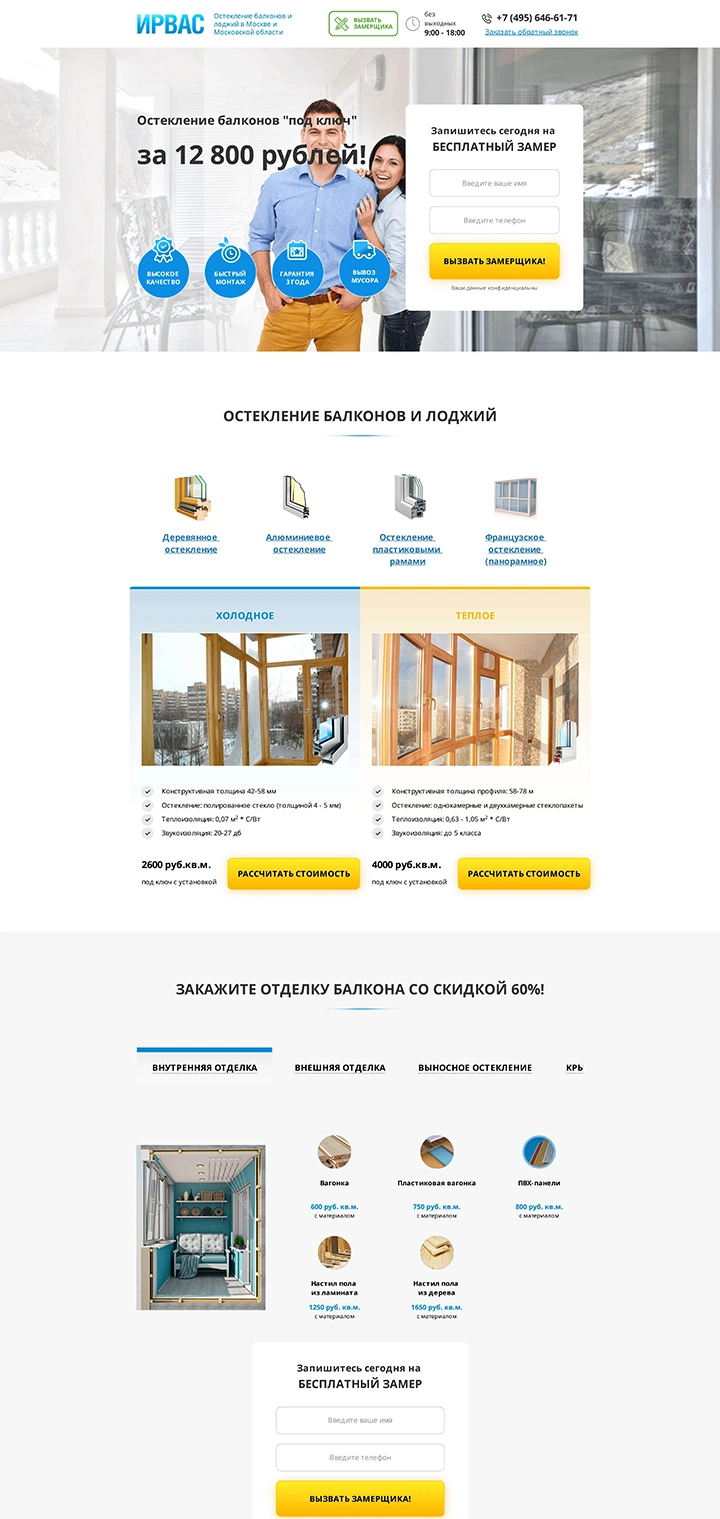 ИРВАС
Остекление балконов и
лоджий в Москве и
Московской области
ВЫЗВАТЬ
ЗАМЕРЩИКА
без
выходных
9:00 - 18:00
+7 (495) 646-61-71
Заказать обратный звонок
Остекление балконов "под ключ"
за 12 800 рублей!
ВЫСОКОЕ
КАЧЕСТВО
БЫСТРЫЙ
МОНТАЖ
ГАРАНТИЯ
3 ГОДА
ВЫВОЗ
МУСОРА
Запишитесь сегодня на
БЕСПЛАТНЫЙ ЗАМЕР
Введите ваше имя
Введите телефон
ВЫЗВАТЬ ЗАМЕРЩИКА!
Ваши данные конфиденциальны
ОСТЕКЛЕНИЕ БАЛКОНОВ И ЛОДЖИЙ
Деревянное
остекление
Алюминиевое
остекление
Остекление
пластиковыми
рамами
Французское
остекление
(панорамное)
ХОЛОДНОЕ
Конструктивная толщина 42-58 мм
Остекление: полированное стекло (толщиной 4 - 5 мм)
Теплоизоляция: 0,07 м² * С/Вт
Звукоизоляция: 20-27 дб
2600 руб.кв.м.
под ключ с установкой
РАССЧИТАТЬ СТОИМОСТЬ
ТЕПЛОЕ
Конструктивная толщина профиля: 58-78 м
Остекление: однокамерные и двухкамерные стеклопакеты
Теплоизоляция: 0,63 - 1,05 м² * С/Вт
Звукоизоляция: до 5 класса
4000 руб.кв.м.
под ключ с установкой
РАССЧИТАТЬ СТОИМОСТЬ
ЗАКАЖИТЕ ОТДЕЛКУ БАЛКОНА СО СКИДКОЙ 60%!
ВНУТРЕННЯЯ ОТДЕЛКА
ВНЕШНЯЯ ОТДЕЛКА
ВЫНОСНОЕ ОСТЕКЛЕНИЕ
КРЬ
Вагонка
600 руб. кв.м.
с материалом
Пластиковая вагонка
750 руб. кв.м.
с материалом
ПВХ-панели
800 руб. кв.м.
с материалом
Настил пола
из ламината
1250 руб. кв.м.
с материалом
Настил пола
из дерева
1650 руб. кв.м.
с материалом
Запишитесь сегодня на
БЕСПЛАТНЫЙ ЗАМЕР
Введите ваше имя
Введите телефон
ВЫЗВАТЬ ЗАМЕРЩИКА!